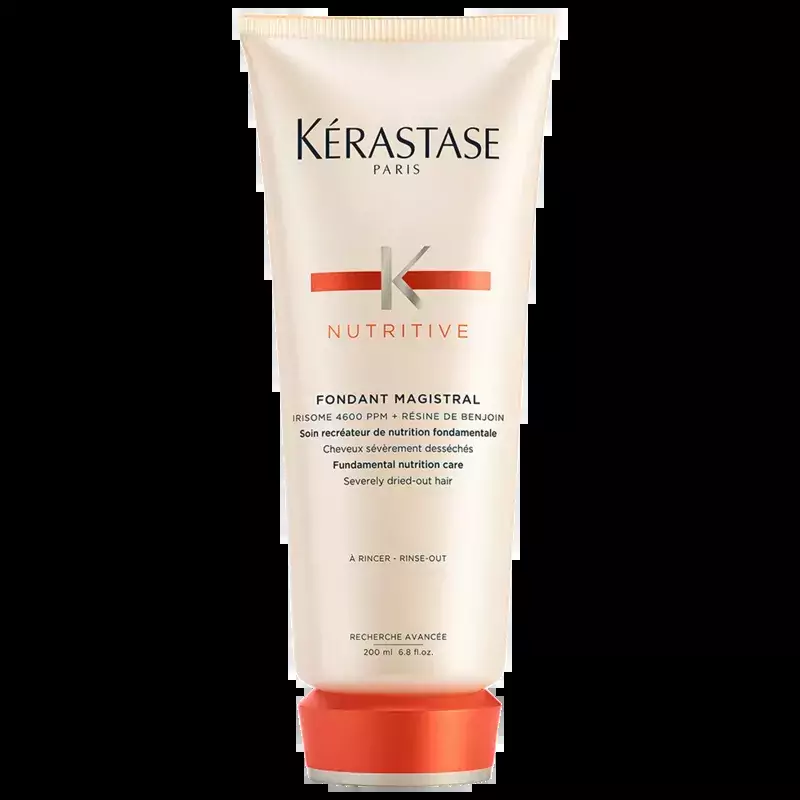 KÉRASTASE
PARIS
K
NUTRITIVE
FONDANT MAGISTRAL
IRISOME 4600 PPM + RÉSINE DE BENJOIN
Soin recréateur de nutrition fondamentale
Cheveux sévèrement desséchés
Fundamental nutrition care
Severely dried-out hair
À RINCER - RINSE-OUT
RECHERCHE AVANCÉE
200 ml 6.8 fl.oz.